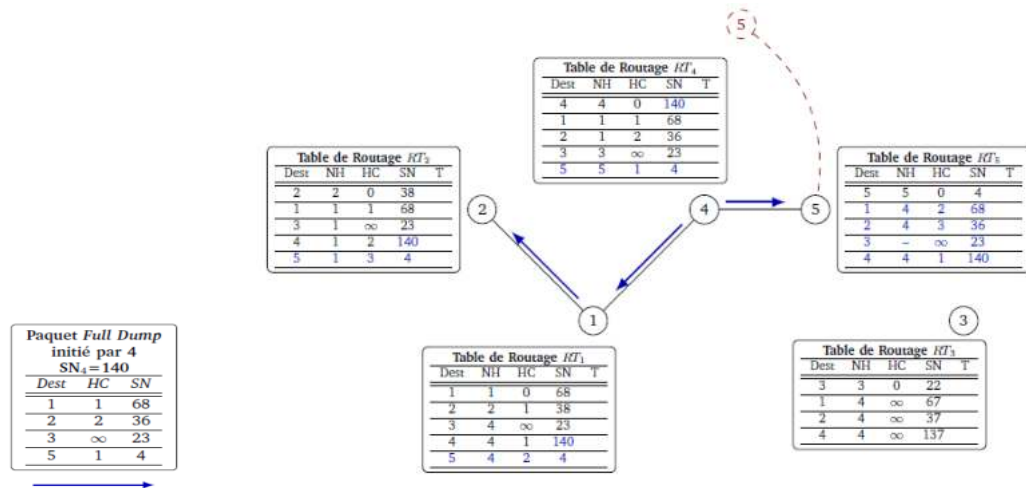 5
Table de Routage RT₄
Dest NH HC SN T
4 4 0 140
1 1 1 68
2 1 2 36
3 3 ∞ 23
5 5 1 4
Table de Routage RT₂
Dest NH HC SN T
2 2 0 38
1 1 1 68
3 1 ∞ 23
4 1 2 140
5 1 3 4
2
4
5
Table de Routage RT₅
Dest NH HC SN T
5 5 0 4
1 4 2 68
2 4 3 36
3 – ∞ 23
4 4 1 140
1
3
Paquet Full Dump
initié par 4
SN₄=140
Dest HC SN
1 1 68
2 2 36
3 ∞ 23
5 1 4
Table de Routage RT₁
Dest NH HC SN T
1 1 0 68
2 2 1 38
3 4 ∞ 23
4 4 1 140
5 4 2 4
Table de Routage RT₃
Dest NH HC SN T
3 3 0 22
1 4 ∞ 67
2 4 ∞ 37
4 4 ∞ 137